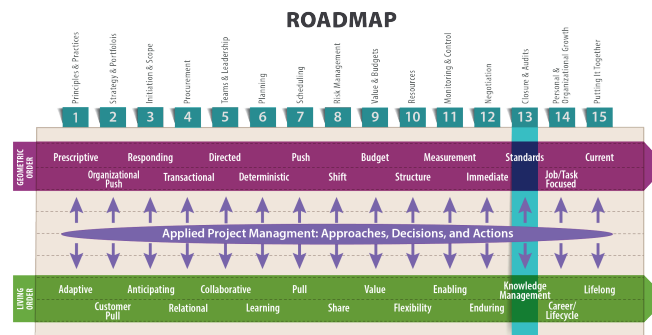 ROADMAP
Principles & Practices
Strategy & Portfolois
Initiation & Scope
Procurement
Teams & Leadership
Planning
Scheduling
Risk Management
Value & Budgets
Resources
Monitoring & Control
Negotiation
Closure & Audits
Personal &
Organizational Growth
Putting It Together
1 2 3 4 5 6 7 8 9 10 11 12 13 14 15
GEOMETRIC
ORDER
Prescriptive Responding Directed Push Budget Measurement Standards Current
Organizational
Push
Transactional Deterministic Shift Structure Immediate
Job/Task
Focused
Applied Project Managment: Approaches, Decisions, and Actions
LIVING
ORDER
Adaptive Anticipating Collaborative Pull Value Enabling
Knowledge
Management
Lifelong
Customer
Pull
Relational Learning Share Flexibility Enduring
Career/
Lifecycle